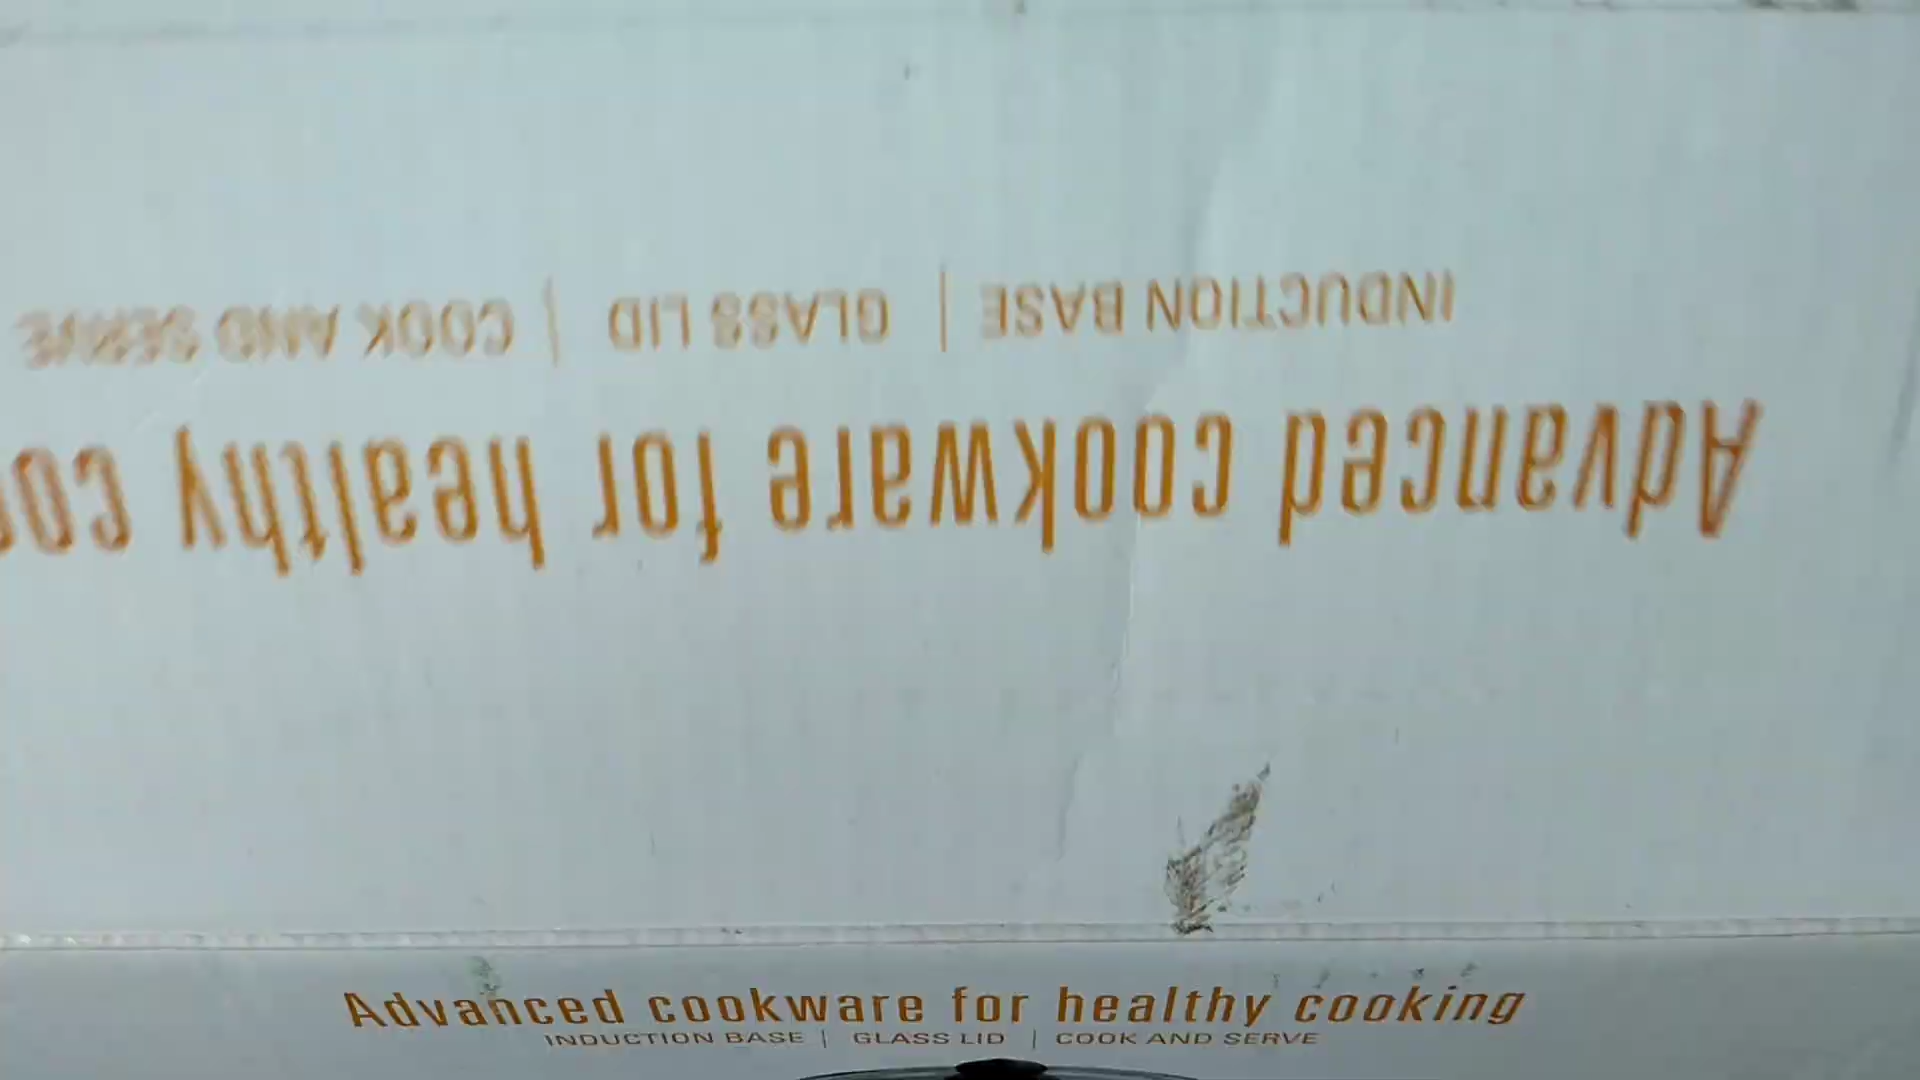 INDUCTION BASE | GLASS LID | COOK AND SERVE
Advanced cookware for healthy coo
Advanced cookware for healthy cooking
INDUCTION BASE | GLASS LID | COOK AND SERVE